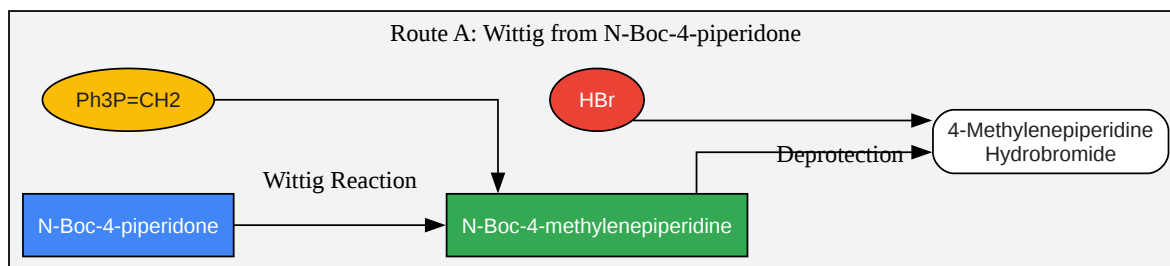 Route A: Wittig from N-Boc-4-piperidone
Ph3P=CH2
HBr
4-Methylenepiperidine
Hydrobromide
Deprotection
Wittig Reaction
N-Boc-4-piperidone
N-Boc-4-methylenepiperidine